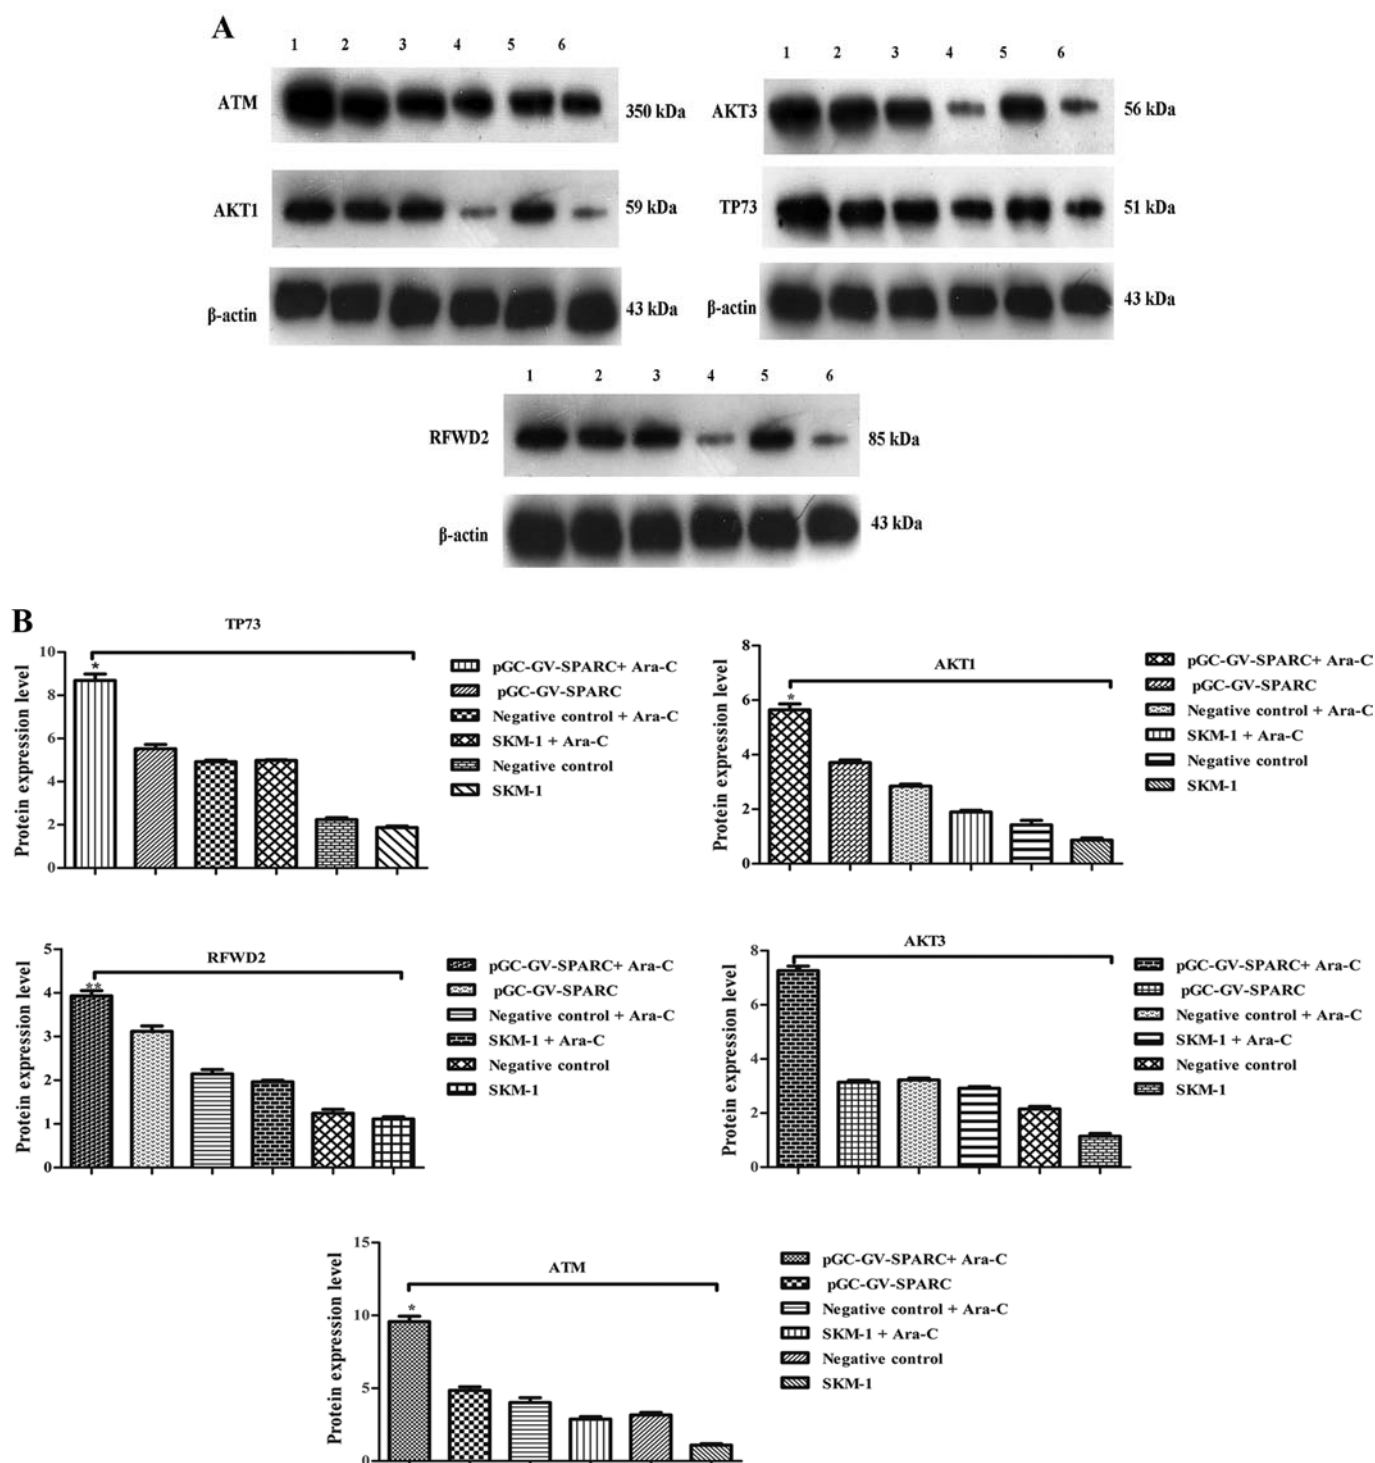 A
1 2 3 4 5 6
ATM 350 kDa
AKT1 59 kDa
β-actin 43 kDa
1 2 3 4 5 6
AKT3 56 kDa
TP73 51 kDa
β-actin 43 kDa
1 2 3 4 5 6
RFWD2 85 kDa
β-actin 43 kDa
B
TP73
Protein expression level
10
8
6
4
2
0
*
pGC-GV-SPARC+ Ara-C
pGC-GV-SPARC
Negative control + Ara-C
SKM-1 + Ara-C
Negative control
SKM-1
AKT1
Protein expression level
8
6
4
2
0
*
pGC-GV-SPARC+ Ara-C
pGC-GV-SPARC
Negative control + Ara-C
SKM-1 + Ara-C
Negative control
SKM-1
RFWD2
Protein expression level
4
4
3
2
1
0
**
pGC-GV-SPARC+ Ara-C
pGC-GV-SPARC
Negative control + Ara-C
SKM-1 + Ara-C
Negative control
SKM-1
AKT3
Protein expression level
8
6
4
2
0
pGC-GV-SPARC+ Ara-C
pGC-GV-SPARC
Negative control + Ara-C
SKM-1 + Ara-C
Negative control
SKM-1
ATM
Protein expression level
15
10
5
0
*
pGC-GV-SPARC+ Ara-C
pGC-GV-SPARC
Negative control + Ara-C
SKM-1 + Ara-C
Negative control
SKM-1